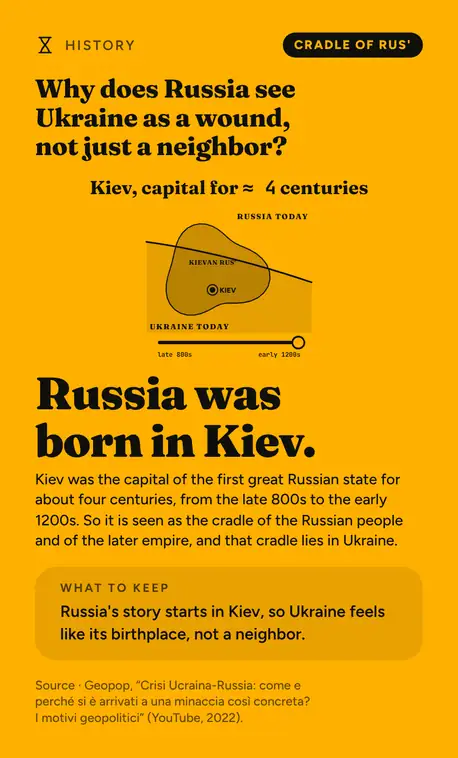 HISTORY
CRADLE OF RUS'
Why does Russia see
Ukraine as a wound,
not just a neighbor?
Kiev, capital for ≈ 4 centuries
RUSSIA TODAY
KIEVAN RUS'
KIEV
UKRAINE TODAY
late 800s
early 1200s
Russia was
born in Kiev.
Kiev was the capital of the first great Russian state for
about four centuries, from the late 800s to the early
1200s. So it is seen as the cradle of the Russian people
and of the later empire, and that cradle lies in Ukraine.
WHAT TO KEEP
Russia's story starts in Kiev, so Ukraine feels
like its birthplace, not a neighbor.
Source · Geopop, “Crisi Ucraina-Russia: come e
perché si è arrivati a una minaccia così concreta?
I motivi geopolitici” (YouTube, 2022).